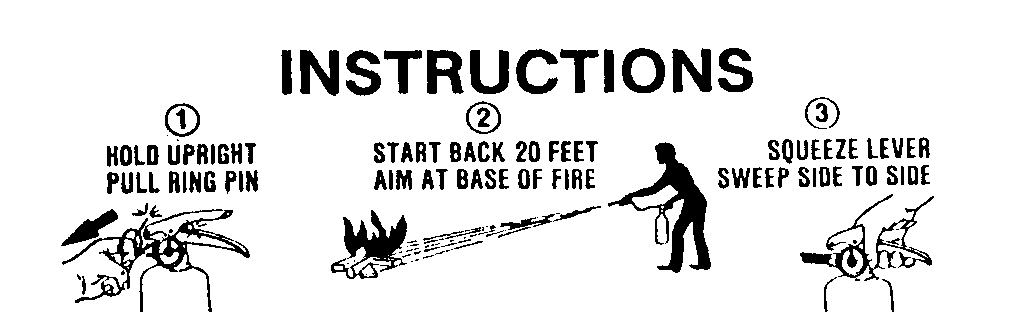 INSTRUCTIONS
1
HOLD UPRIGHT
PULL RING PIN
2
START BACK 20 FEET
AIM AT BASE OF FIRE
3
SQUEEZE LEVER
SWEEP SIDE TO SIDE